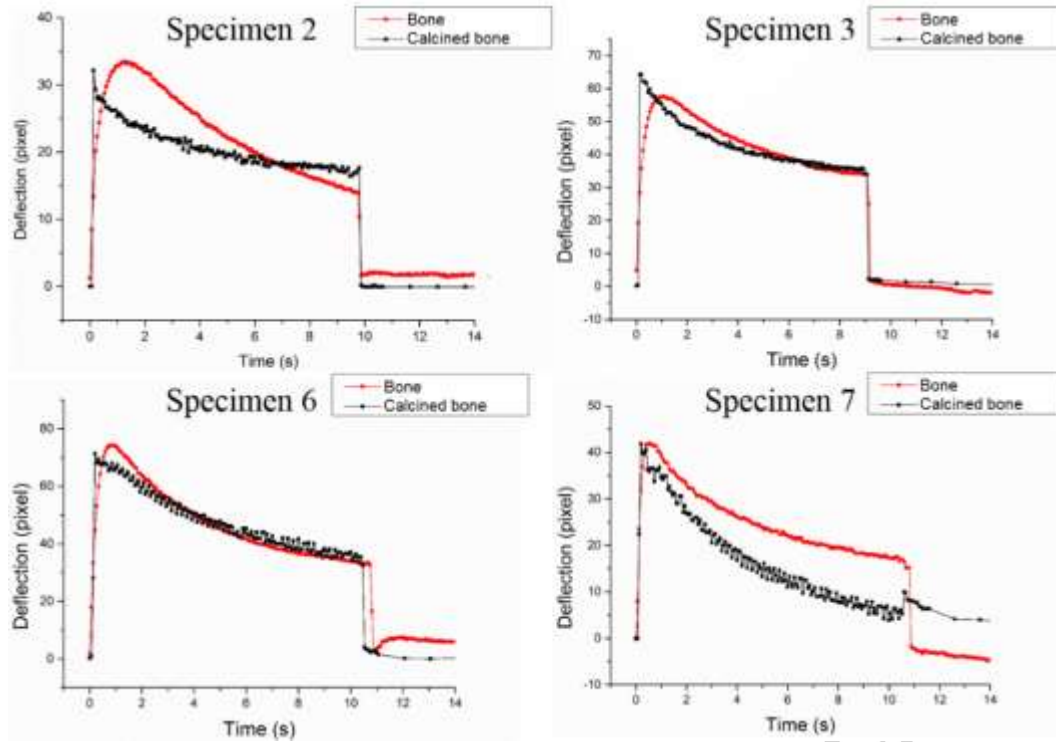 Specimen 2
Bone
Calcined bone
Deflection (pixel)
40
30
20
10
0
0 2 4 6 8 10 12 14
Time (s)
Specimen 3
Bone
Calcined bone
Deflection (pixel)
70
60
50
40
30
20
10
0
-10
0 2 4 6 8 10 12 14
Time (s)
Specimen 6
Bone
Calcined bone
Deflection (pixel)
80
60
40
20
0
0 2 4 6 8 10 12 14
Time (s)
Specimen 7
Bone
Calcined bone
Deflection (pixel)
50
40
30
20
10
0
-10
0 2 4 6 8 10 12 14
Time (s)